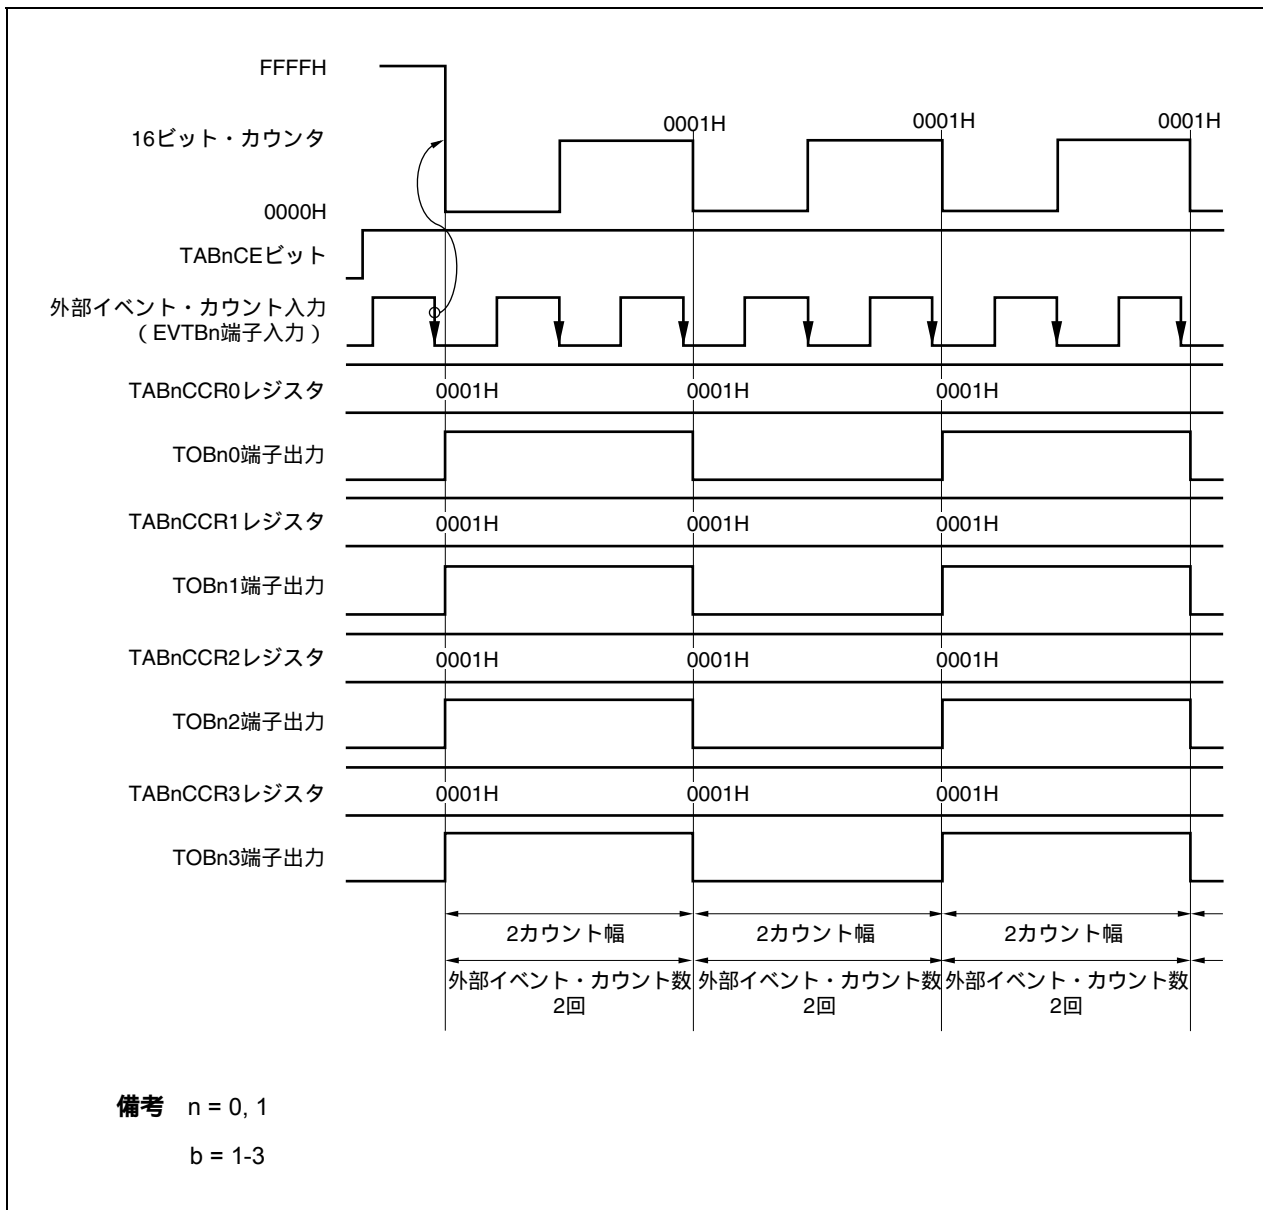 FFFFH
16ビット・カウンタ
0001H 0001H 0001H
0000H
TABnCEビット
外部イベント・カウント入力
（EVTBn端子入力）
TABnCCR0レジスタ 0001H 0001H 0001H
TOBn0端子出力
TABnCCR1レジスタ 0001H 0001H 0001H
TOBn1端子出力
TABnCCR2レジスタ 0001H 0001H 0001H
TOBn2端子出力
TABnCCR3レジスタ 0001H 0001H 0001H
TOBn3端子出力
2カウント幅 2カウント幅 2カウント幅
外部イベント・カウント数 外部イベント・カウント数 外部イベント・カウント数
2回 2回 2回
備考 n = 0, 1
b = 1-3